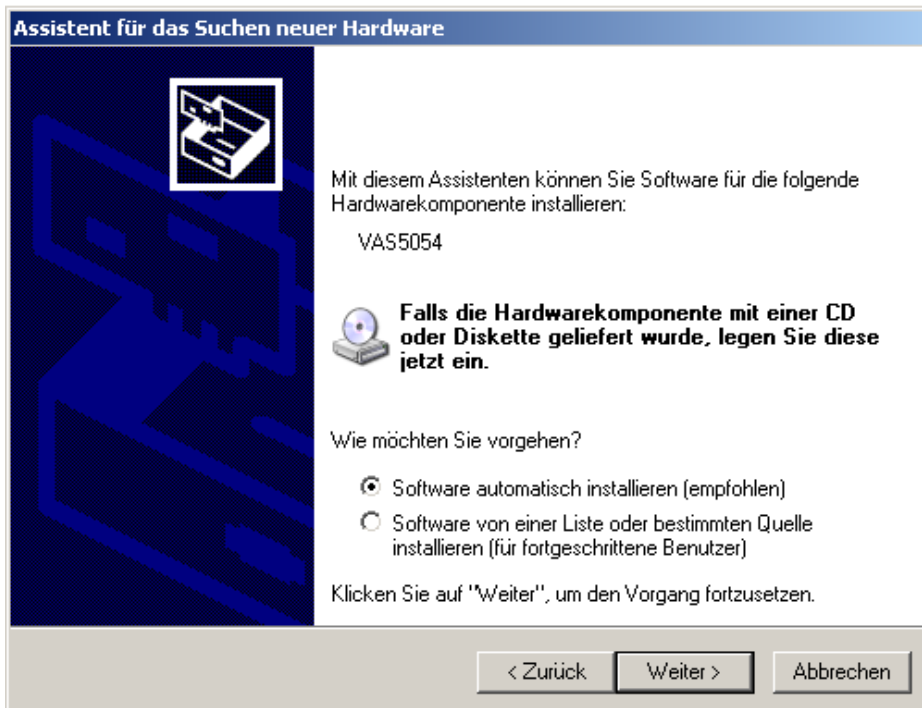 Assistent für das Suchen neuer Hardware
Mit diesem Assistenten können Sie Software für die folgende
Hardwarekomponente installieren:
VAS5054
Falls die Hardwarekomponente mit einer CD
oder Diskette geliefert wurde, legen Sie diese
jetzt ein.
Wie möchten Sie vorgehen?
Software automatisch installieren (empfohlen)
Software von einer Liste oder bestimmten Quelle
installieren (für fortgeschrittene Benutzer)
Klicken Sie auf "Weiter", um den Vorgang fortzusetzen.
< Zurück
Weiter >
Abbrechen